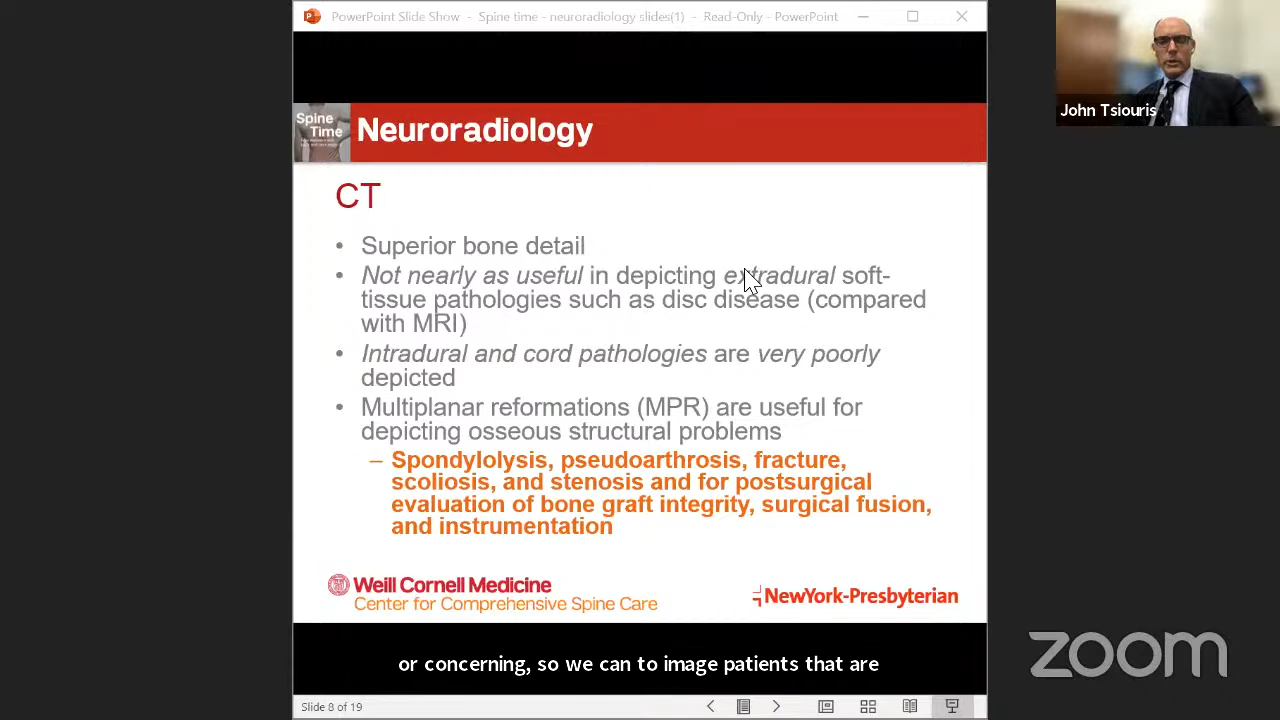 PowerPoint Slide Show - Spine time - neuroradiology slides(1) - Read-Only - PowerPoint
John Tsiouris
Spine
Time
Neuroradiology
CT
• Superior bone detail
• Not nearly as useful in depicting extradural soft-
tissue pathologies such as disc disease (compared
with MRI)
• Intradural and cord pathologies are very poorly
depicted
• Multiplanar reformations (MPR) are useful for
depicting osseous structural problems
– Spondylolysis, pseudoarthrosis, fracture,
scoliosis, and stenosis and for postsurgical
evaluation of bone graft integrity, surgical fusion,
and instrumentation
Weill Cornell Medicine
Center for Comprehensive Spine Care
NewYork-Presbyterian
or concerning, so we can to image patients that are
zoom
Slide 8 of 19